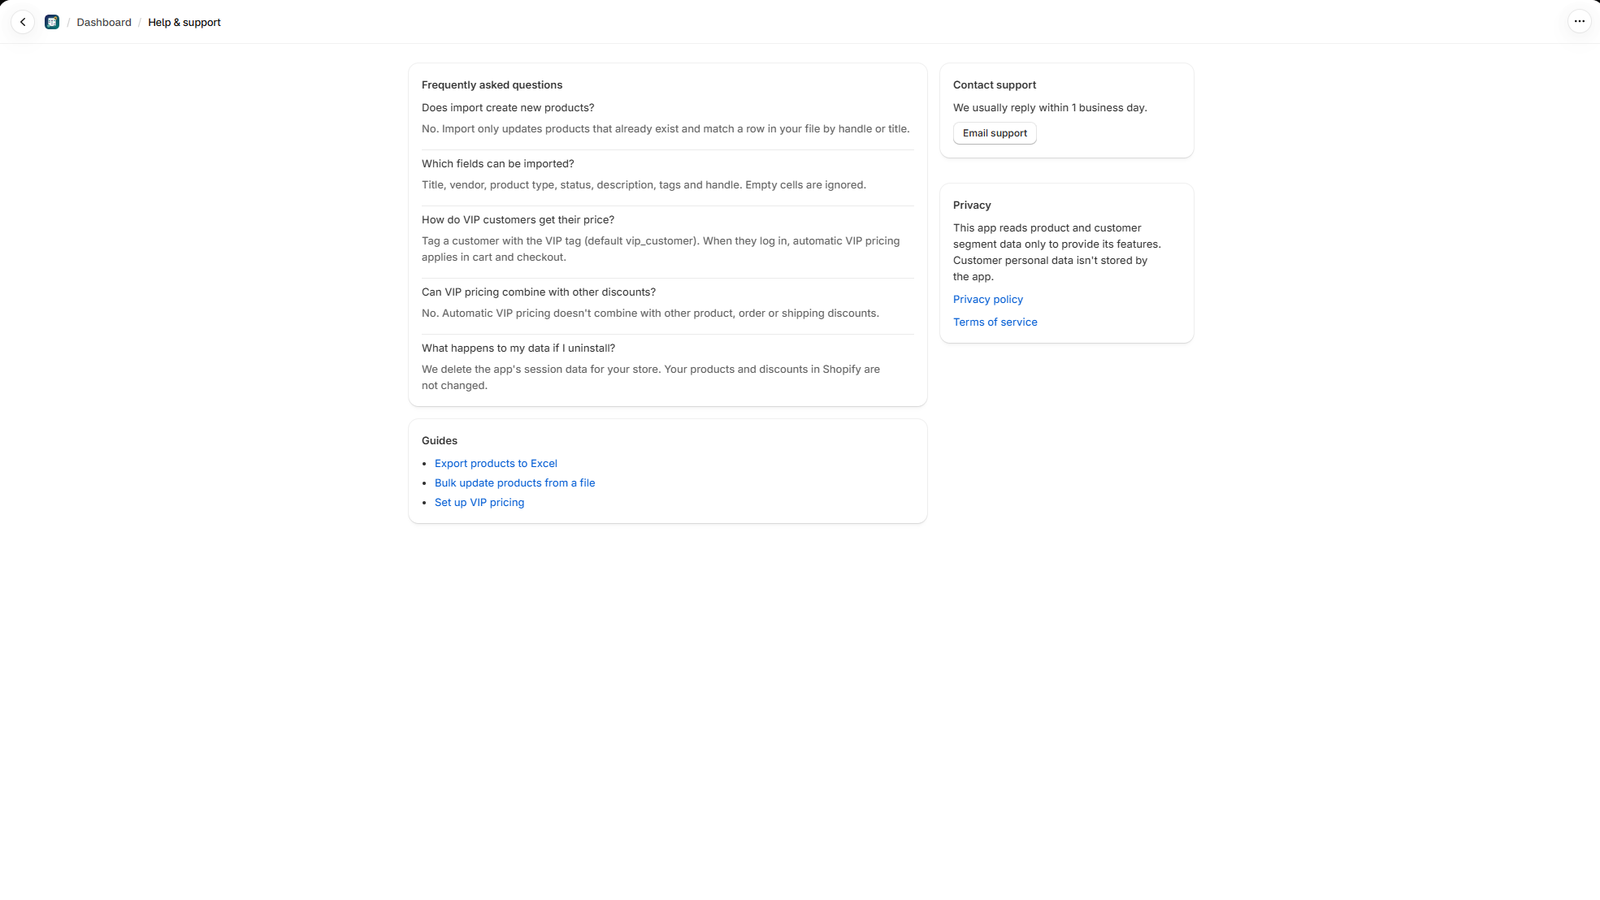 / Dashboard / Help & support
Frequently asked questions
Does import create new products?
No. Import only updates products that already exist and match a row in your file by handle or title.
Which fields can be imported?
Title, vendor, product type, status, description, tags and handle. Empty cells are ignored.
How do VIP customers get their price?
Tag a customer with the VIP tag (default vip_customer). When they log in, automatic VIP pricing
applies in cart and checkout.
Can VIP pricing combine with other discounts?
No. Automatic VIP pricing doesn't combine with other product, order or shipping discounts.
What happens to my data if I uninstall?
We delete the app's session data for your store. Your products and discounts in Shopify are
not changed.
Guides
• Export products to Excel
• Bulk update products from a file
• Set up VIP pricing
Contact support
We usually reply within 1 business day.
Email support
Privacy
This app reads product and customer
segment data only to provide its features.
Customer personal data isn't stored by
the app.
Privacy policy
Terms of service